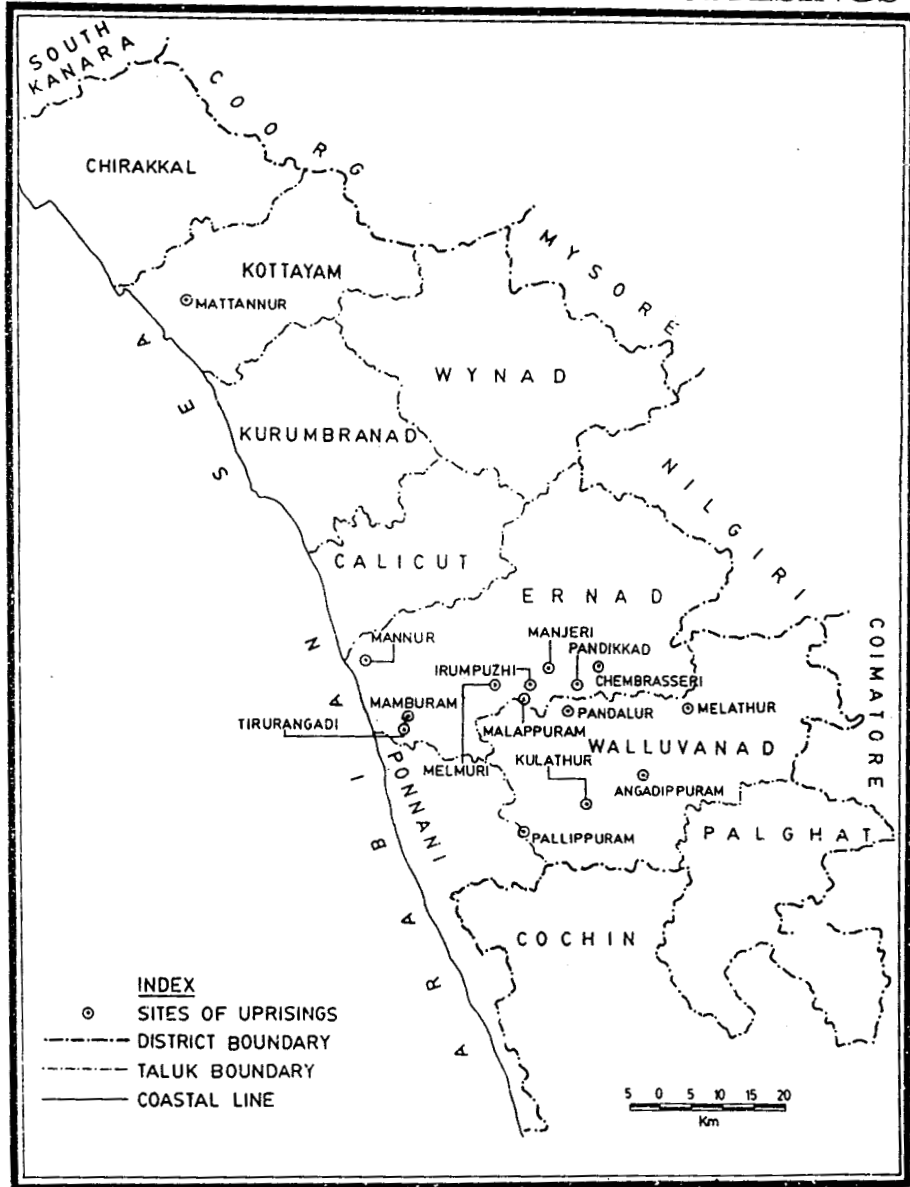 SOUTH
KANARA
COORG
CHIRAKKAL
MYSORE
KOTTAYAM
MATTANNUR
WYNAD
KURUMBRANAD
NILGIRI
CALICUT
ERNAD
COIMATORE
MANNUR
MANJERI
PANDIKKAD
IRUMPUZHI
CHEMBRASSERI
MAMBURAM
TIRURANGADI
PANDALUR
MELATHUR
MALAPPURAM
WALLUVANAD
MELMURI
KULATHUR
ANGADIPPURAM
PONNANI
PALLIPPURAM
PALGHAT
COCHIN
ARABIAN SEA
INDEX
SITES OF UPRISINGS
DISTRICT BOUNDARY
TALUK BOUNDARY
COASTAL LINE
5 0 5 10 15 20
Km